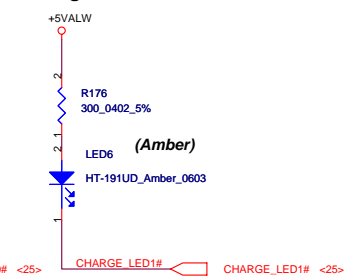 +5VALW
2
R176
300_0402_5%
1
2
(Amber)
LED6
HT-191UD_Amber_0603
1
# <25> CHARGE_LED1# CHARGE_LED1# <25>